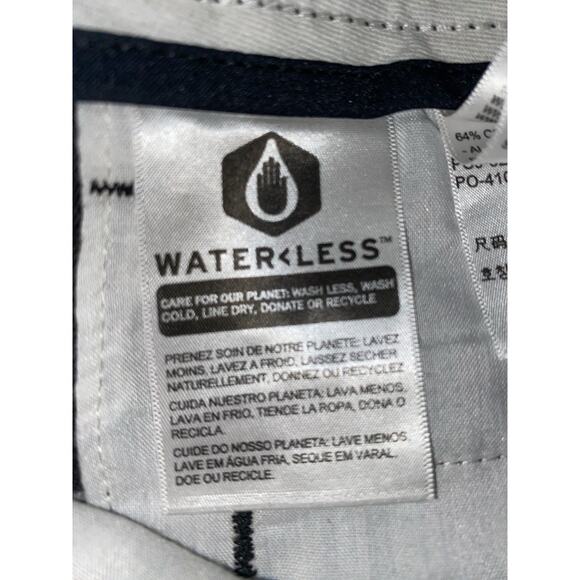 WATER<LESS™
CARE FOR OUR PLANET: WASH LESS, WASH
COLD, LINE DRY, DONATE OR RECYCLE
PRENEZ SOIN DE NOTRE PLANETE: LAVEZ
MOINS, LAVEZ A FROID, LAISSEZ SECHER
NATURELLEMENT, DONNEZ OU RECYCLEZ
CUIDA NUESTRO PLANETA: LAVA MENOS,
LAVA EN FRIO, TIENDE LA ROPA, DONA O
RECICLA.
CUIDE DO NOSSO PLANETA: LAVE MENOS,
LAVE EM ÁGUA FRIA, SEQUE EM VARAL,
DOE OU RECICLE.
64% C
PO-410
尺码
호칭